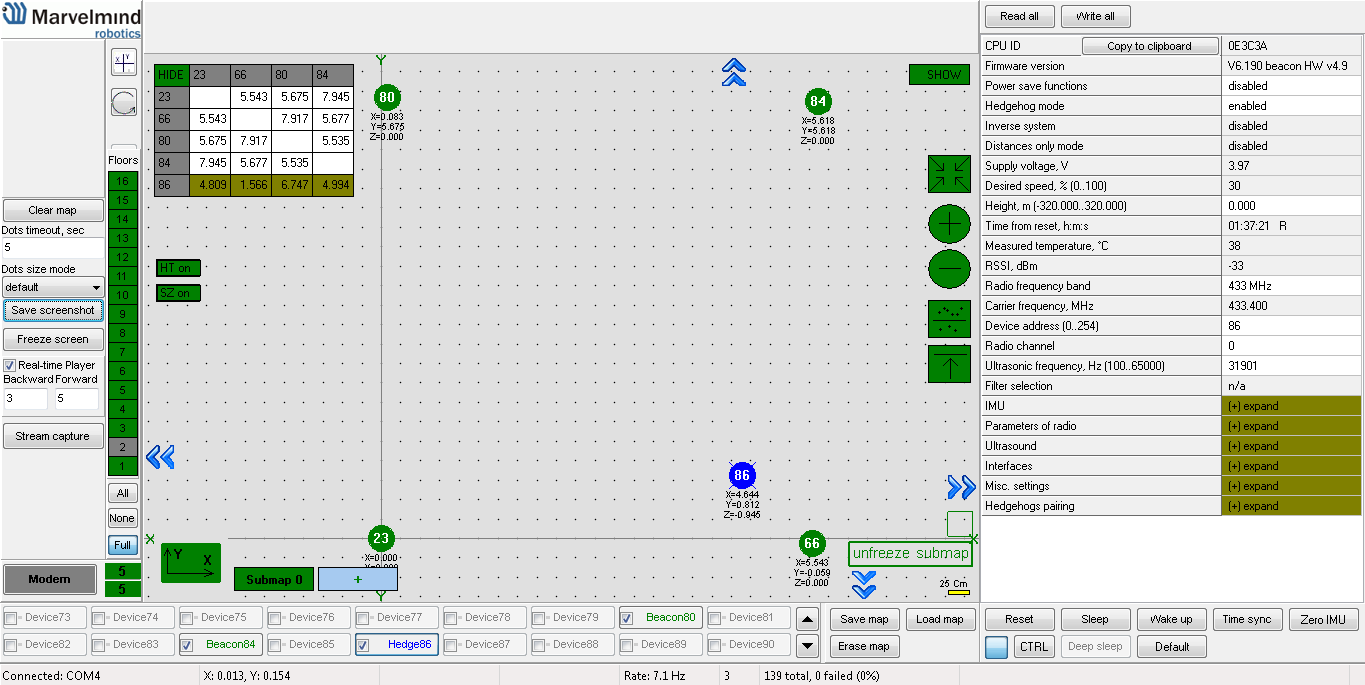 Marvelmind
robotics
Read all
Write all
HIDE 23 66 80 84
23 5.543 5.675 7.945
66 5.543 7.917 5.677
80 5.675 7.917 5.535
84 7.945 5.677 5.535
86 4.809 1.566 6.747 4.994
Y
80
X=0.083
Y=5.675
Z=0.000
84
X=5.618
Y=5.618
Z=0.000
SHOW
HT on
SZ on
86
X=4.644
Y=0.812
Z=-0.945
23
X=0.000
66
X=5.543
Y=-0.059
Z=0.000
unfreeze submap
25 Cm
X
X
Y
Y
X
Submap 0
+
Floors
16
15
14
13
12
11
10
9
8
7
6
5
4
3
2
1
All
None
Full
5
5
Clear map
Dots timeout, sec
5
Dots size mode
default
Save screenshot
Freeze screen
Real-time Player
Backward Forward
3 5
Stream capture
Modern
CPU ID Copy to clipboard 0E3C3A
Firmware version V6.190 beacon HW v4.9
Power save functions disabled
Hedgehog mode enabled
Inverse system disabled
Distances only mode disabled
Supply voltage, V 3.97
Desired speed, % (0..100) 30
Height, m (-320.000..320.000) 0.000
Time from reset, h:m:s 01:37:21 R
Measured temperature, °C 38
RSSI, dBm -33
Radio frequency band 433 MHz
Carrier frequency, MHz 433.400
Device address (0..254) 86
Radio channel 0
Ultrasonic frequency, Hz (100..65000) 31901
Filter selection n/a
IMU (+) expand
Parameters of radio (+) expand
Ultrasound (+) expand
Interfaces (+) expand
Misc. settings (+) expand
Hedgehogs pairing (+) expand
Device73 Device74 Device75 Device76 Device77 Device78 Device79 Beacon80 Device81
Device82 Device83 Beacon84 Device85 Hedge86 Device87 Device88 Device89 Device90
Save map Load map
Erase map
Reset Sleep Wake up Time sync Zero IMU
CTRL Deep sleep Default
Connected: COM4 X: 0.013, Y: 0.154 Rate: 7.1 Hz 3 139 total, 0 failed (0%)